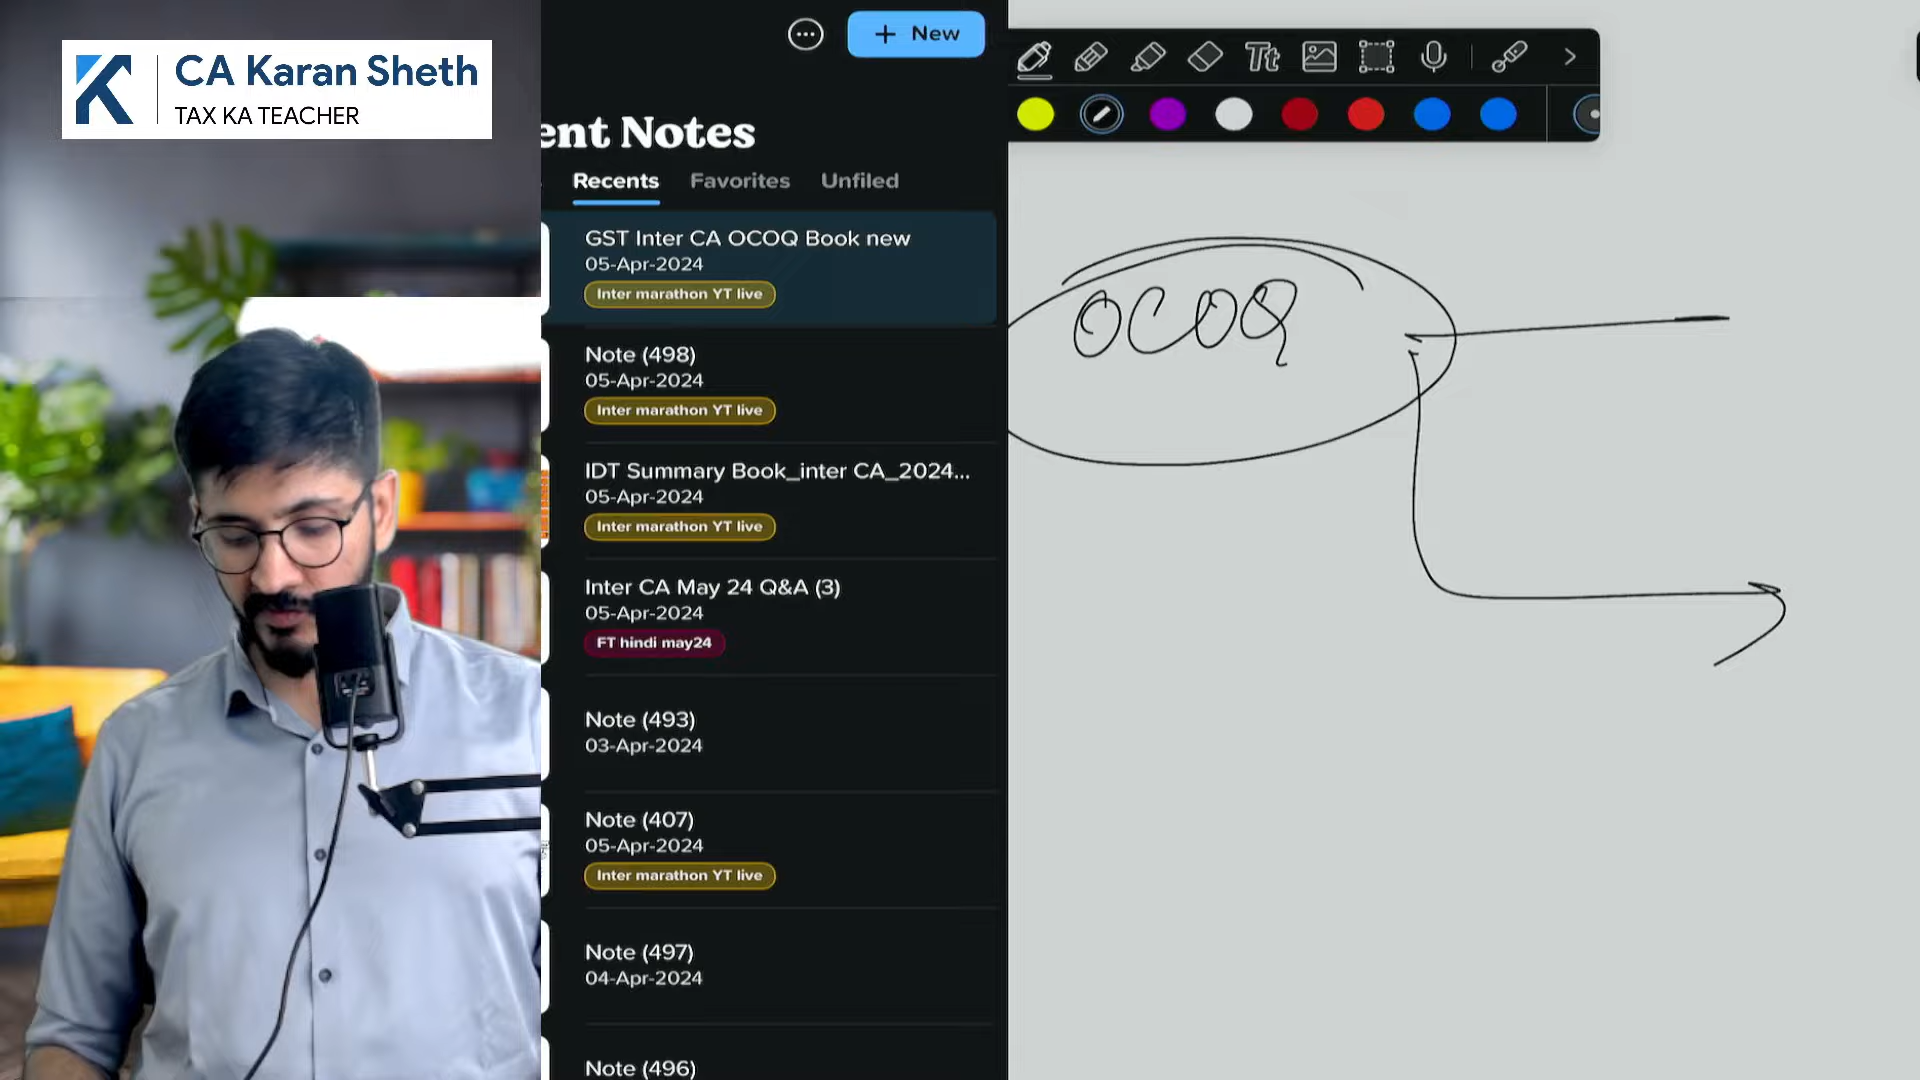 CA Karan Sheth
TAX KA TEACHER
New
ent Notes
Recents
Favorites
Unfiled
GST Inter CA OCOQ Book new
05-Apr-2024
Inter marathon YT live
Note (498)
05-Apr-2024
Inter marathon YT live
IDT Summary Book_inter CA_2024...
05-Apr-2024
Inter marathon YT live
Inter CA May 24 Q&A (3)
05-Apr-2024
FT hindi may24
Note (493)
03-Apr-2024
Note (407)
05-Apr-2024
Inter marathon YT live
Note (497)
04-Apr-2024
Note (496)
Tt
OCOQ